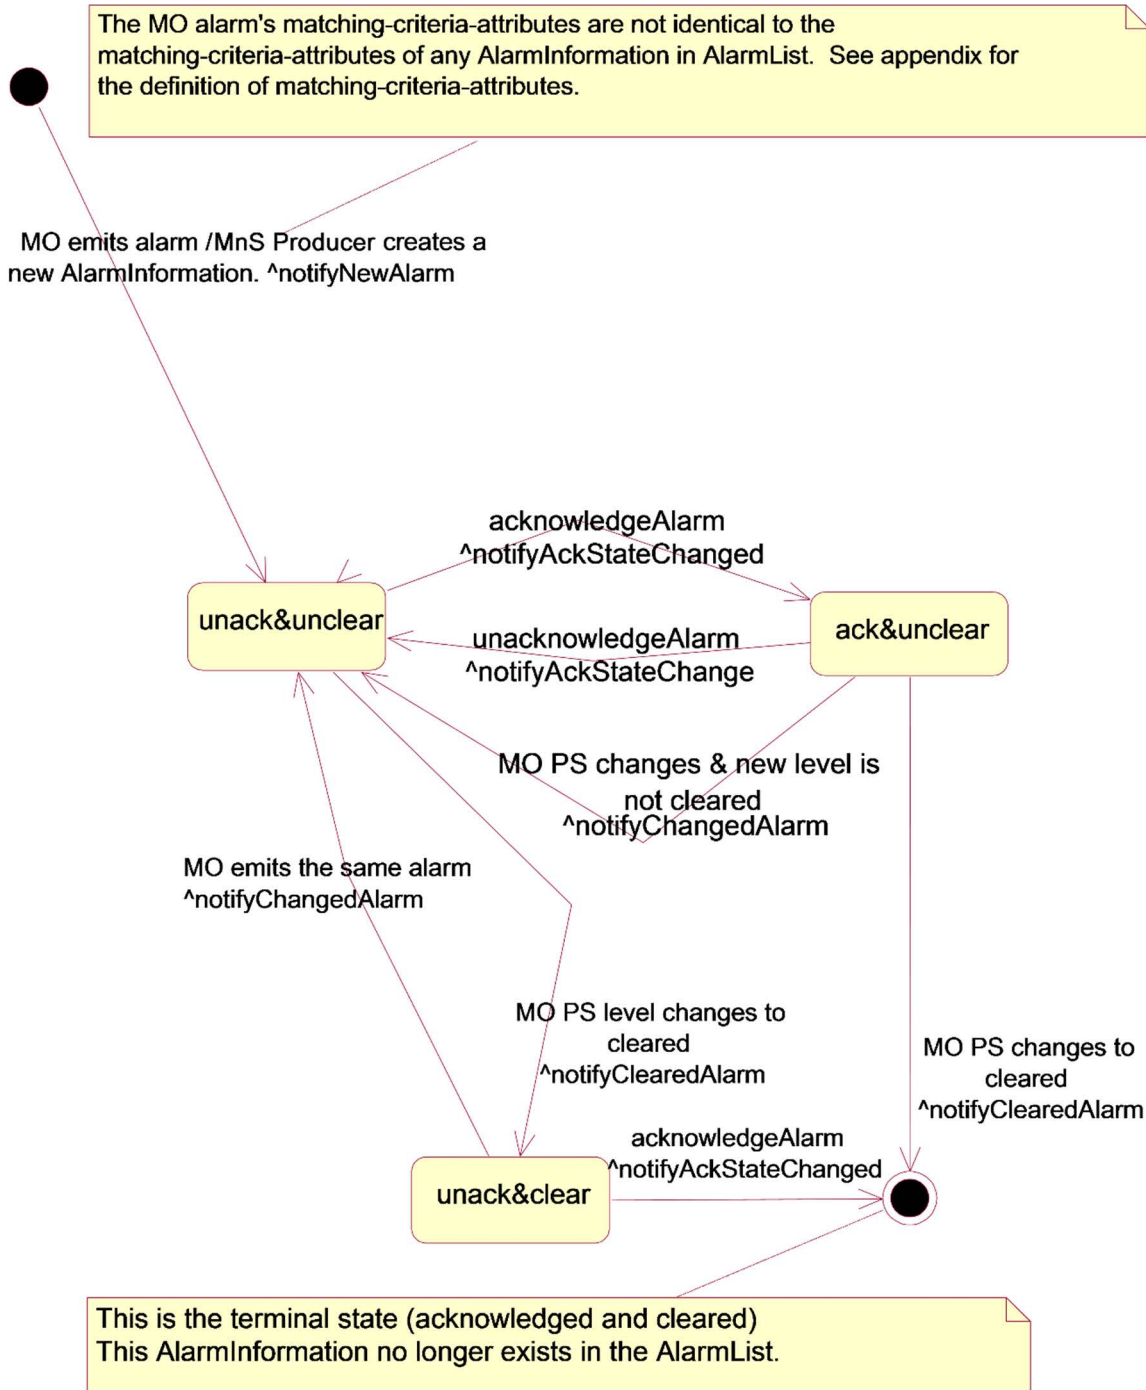 The MO alarm's matching-criteria-attributes are not identical to the
matching-criteria-attributes of any AlarmInformation in AlarmList.  See appendix for
the definition of matching-criteria-attributes.
MO emits alarm /MnS Producer creates a
new AlarmInformation. ^notifyNewAlarm
acknowledgeAlarm
^notifyAckStateChanged
unack&unclear
ack&unclear
unacknowledgeAlarm
^notifyAckStateChange
MO PS changes & new level is
not cleared
^notifyChangedAlarm
MO emits the same alarm
^notifyChangedAlarm
MO PS level changes to
cleared
^notifyClearedAlarm
MO PS changes to
cleared
^notifyClearedAlarm
acknowledgeAlarm
^notifyAckStateChanged
unack&clear
This is the terminal state (acknowledged and cleared)
This AlarmInformation no longer exists in the AlarmList.